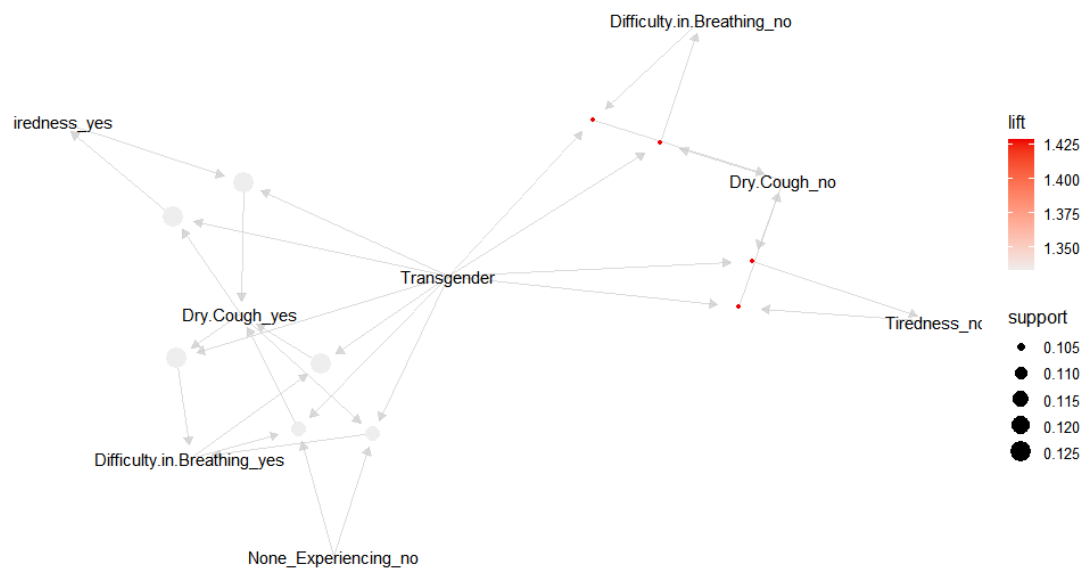 Difficulty.in.Breathing_no
iredness_yes
Dry.Cough_no
Transgender
Dry.Cough_yes
Tiredness_no
Difficulty.in.Breathing_yes
None_Experiencing_no
lift
1.425
1.400
1.375
1.350
support
0.105
0.110
0.115
0.120
0.125